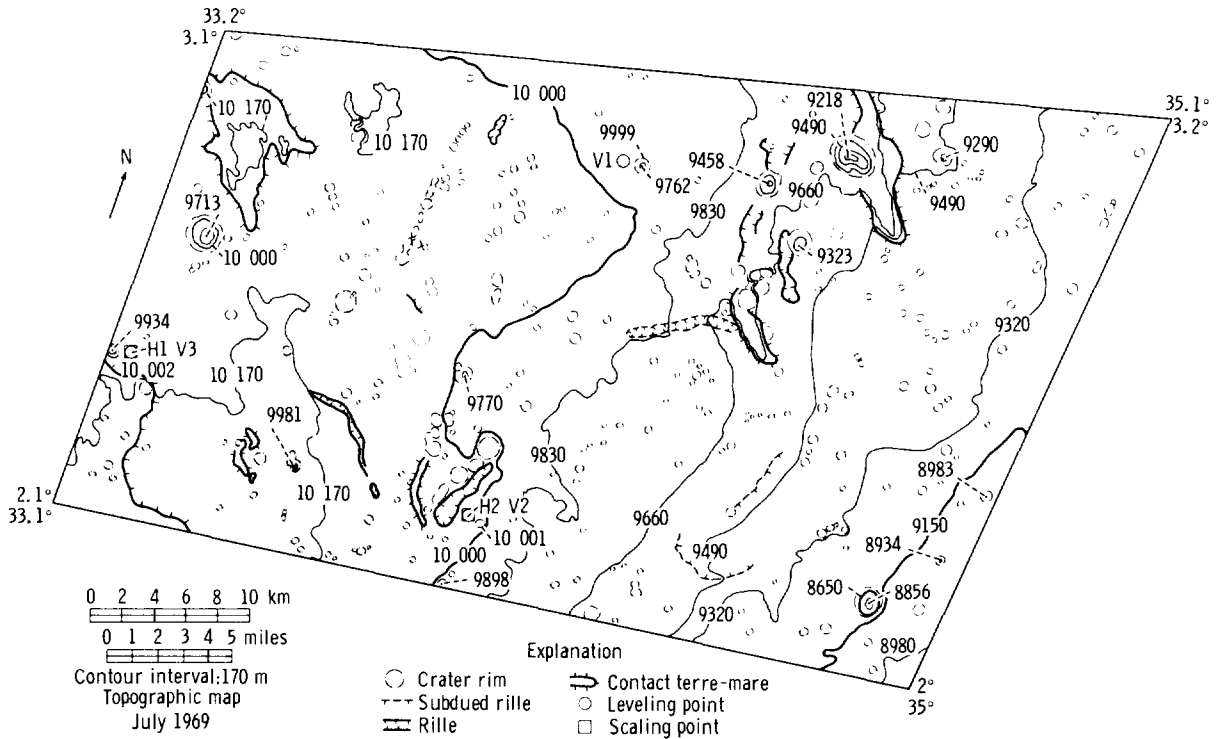 33.2°
3.1°
35.1°
3.2°
N
10 170
10 170
10 000
9218
9490
9999
V1
9762
9458
9290
9490
9660
9830
9713
10 000
9323
9320
9934
H1 V3
10 002
10 170
9981
10 170
9770
9830
H2 V2
10 001
10 000
9898
9660
9490
9320
8983
9150
8934
8650
8856
8980
2.1°
33.1°
2°
35°
0 2 4 6 8 10 km
0 1 2 3 4 5 miles
Contour interval:170 m
Topographic map
July 1969
Explanation
Crater rim
Subdued rille
Rille
Contact terre-mare
Leveling point
Scaling point